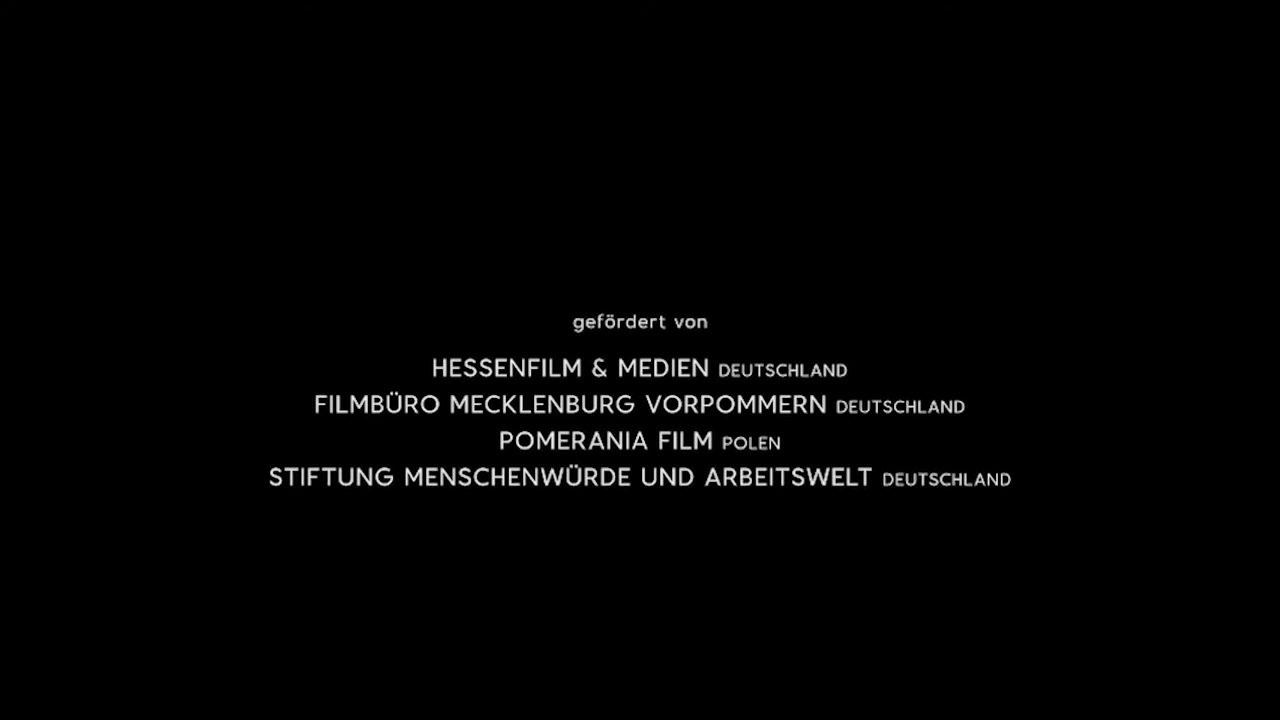 gefördert von
HESSENFILM & MEDIEN DEUTSCHLAND
FILMBÜRO MECKLENBURG VORPOMMERN DEUTSCHLAND
POMERANIA FILM POLEN
STIFTUNG MENSCHENWÜRDE UND ARBEITSWELT DEUTSCHLAND